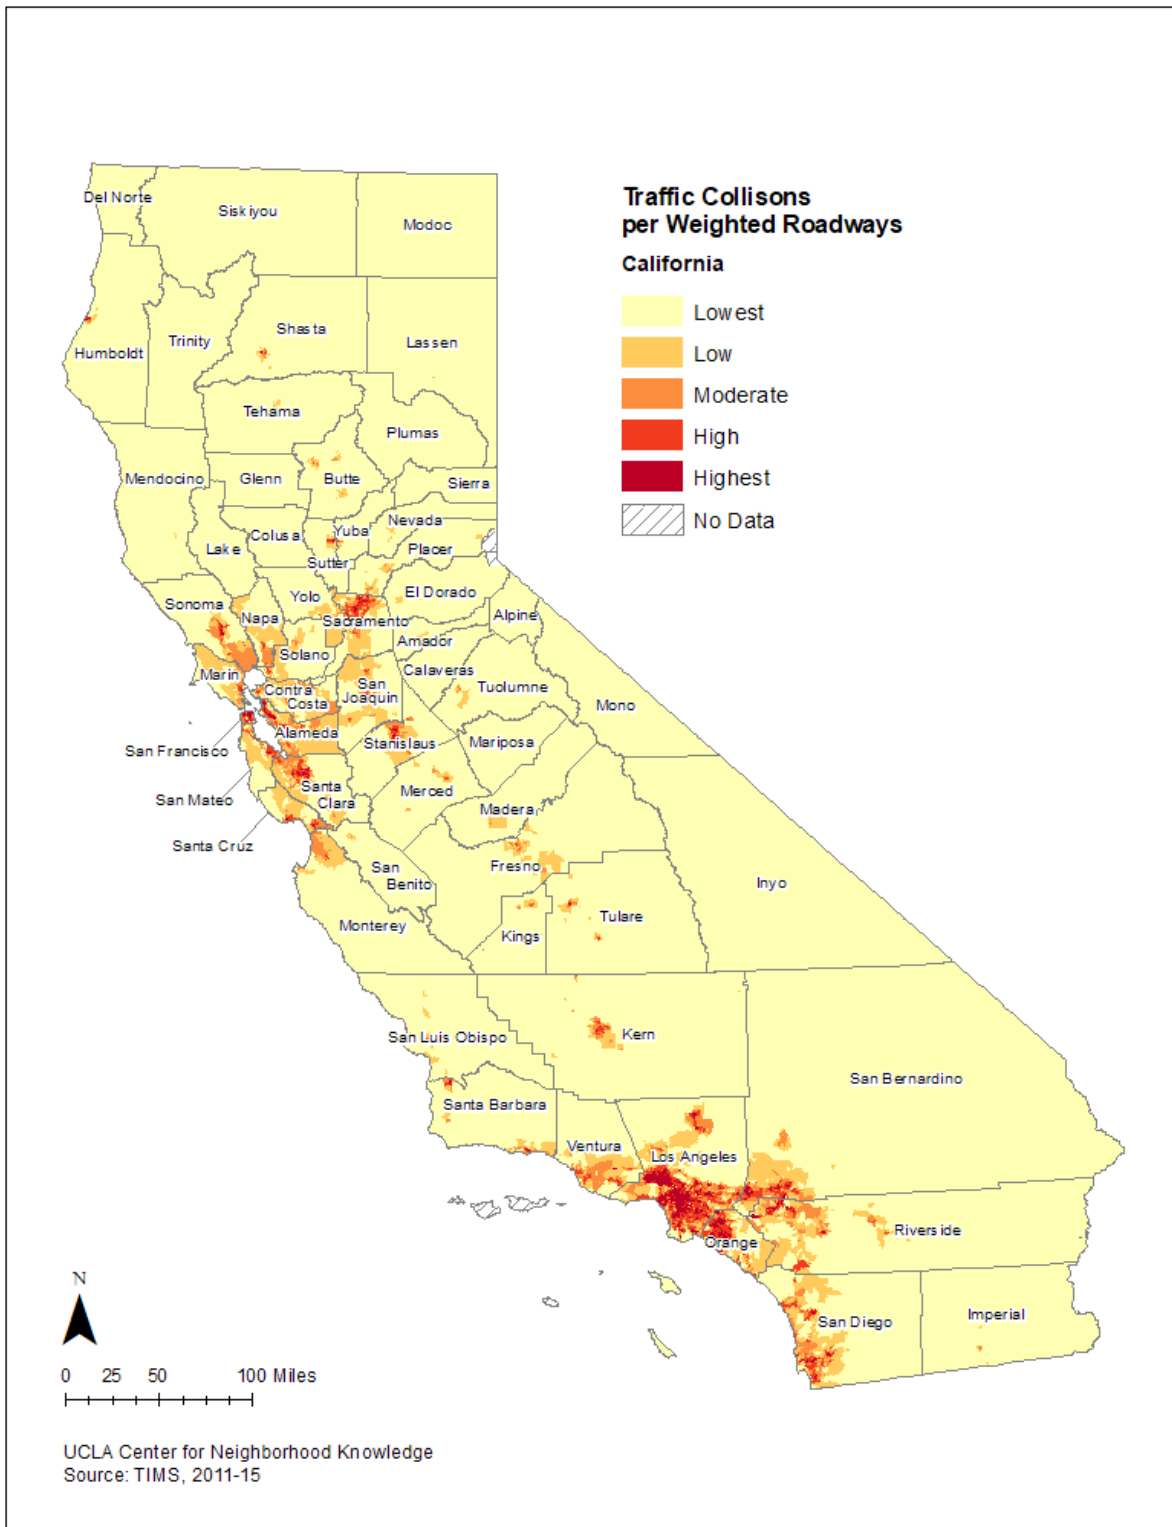 Traffic Collisons
per Weighted Roadways
California
Lowest
Low
Moderate
High
Highest
No Data
Del Norte
Siskiyou
Modoc
Humboldt
Trinity
Shasta
Lassen
Tehama
Plumas
Mendocino
Glenn
Butte
Sierra
Lake
Colusa
Yuba
Nevada
Placer
Sutter
Sonoma
Napa
Yolo
El Dorado
Sacramento
Alpine
Amador
Marin
Solano
Calaveras
Contra
Costa
San
Joaquin
Tuolumne
Mono
Alameda
San Francisco
Stanislaus
Mariposa
San Mateo
Santa
Clara
Merced
Madera
Santa Cruz
San
Benito
Fresno
Inyo
Monterey
Kings
Tulare
San Luis Obispo
Kern
San Bernardino
Santa Barbara
Ventura
Los Angeles
Orange
Riverside
San Diego
Imperial
N
0 25 50 100 Miles
UCLA Center for Neighborhood Knowledge
Source: TIMS, 2011-15